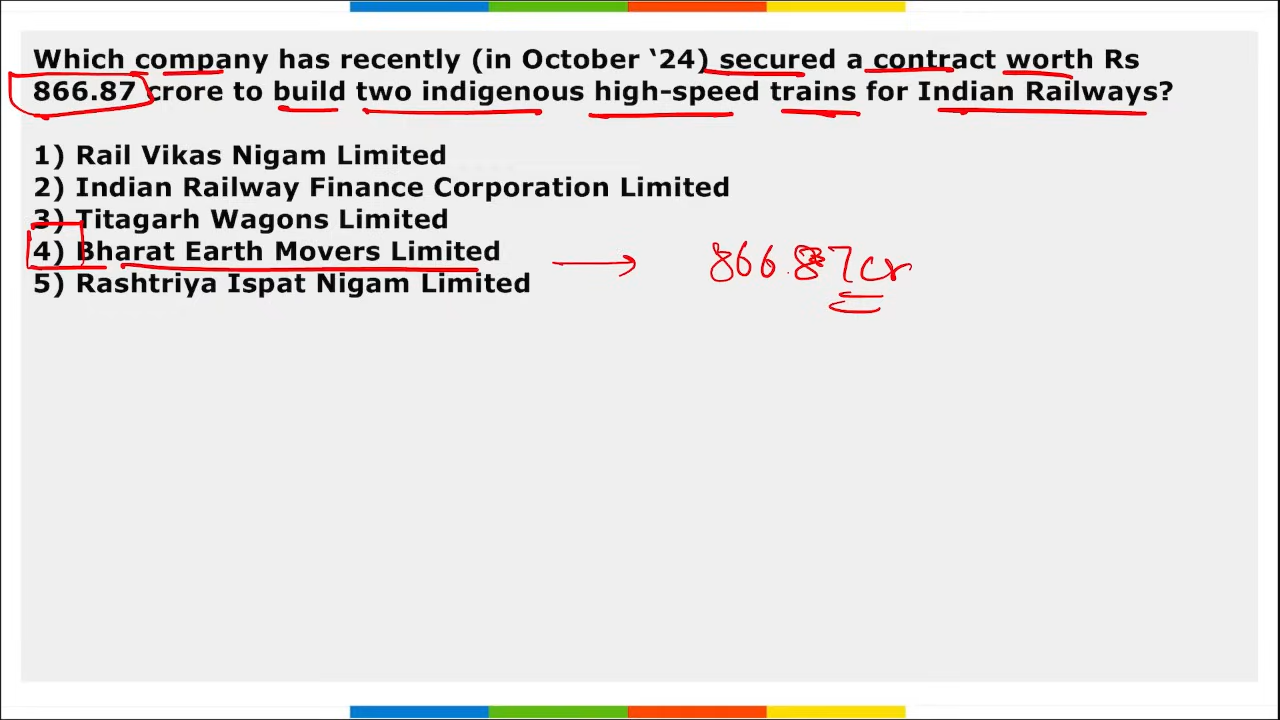 Which company has recently (in October ‘24) secured a contract worth Rs
866.87 crore to build two indigenous high-speed trains for Indian Railways?
1) Rail Vikas Nigam Limited
2) Indian Railway Finance Corporation Limited
3) Titagarh Wagons Limited
4) Bharat Earth Movers Limited
866.87cr
5) Rashtriya Ispat Nigam Limited